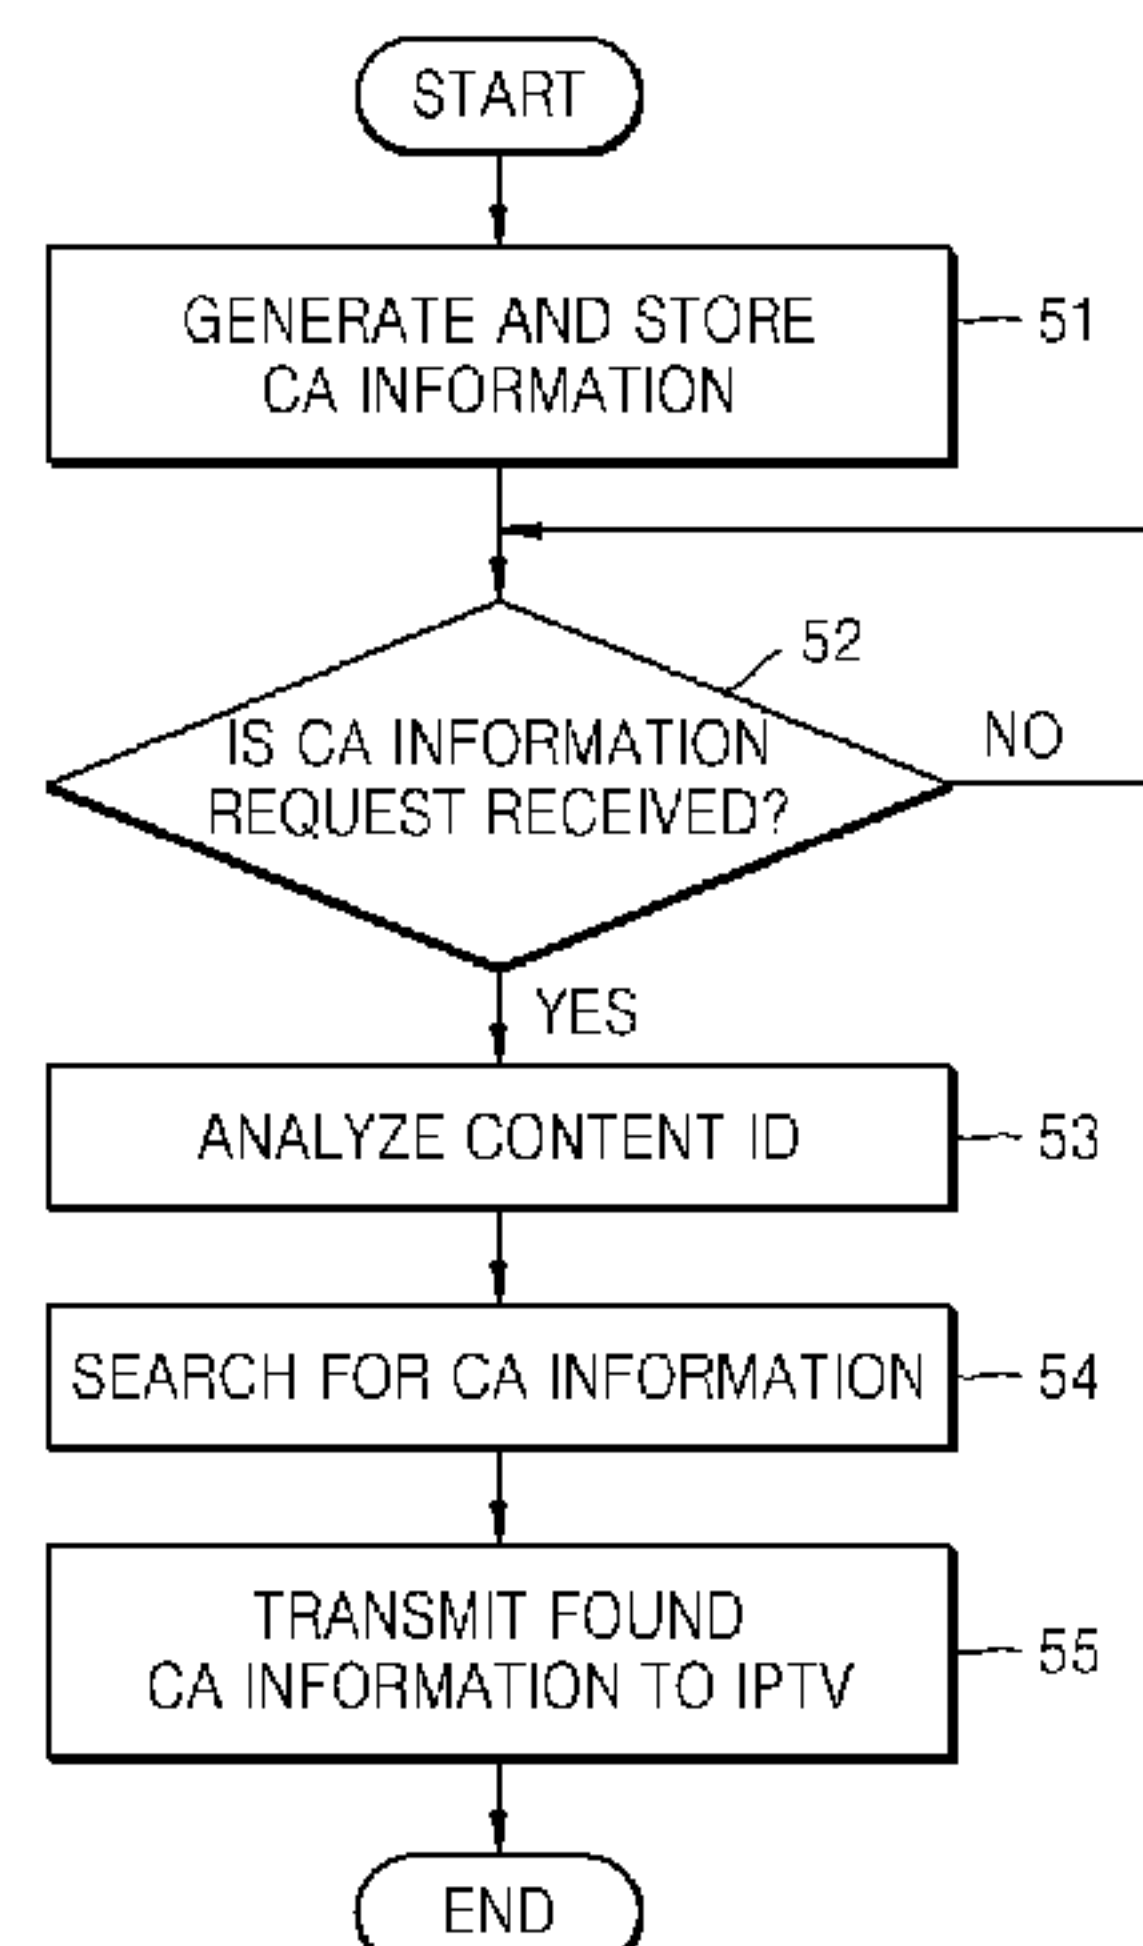 START
GENERATE AND STORE
CA INFORMATION
51
52
IS CA INFORMATION
REQUEST RECEIVED?
NO
YES
ANALYZE CONTENT ID
53
SEARCH FOR CA INFORMATION
54
TRANSMIT FOUND
CA INFORMATION TO IPTV
55
END